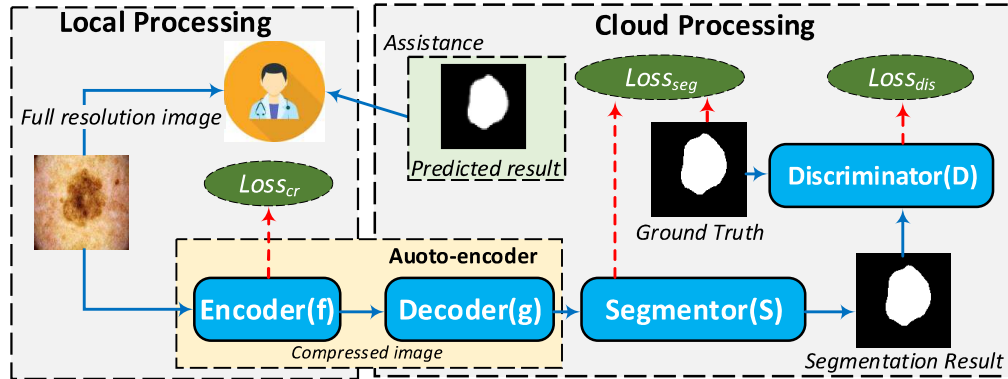 Local Processing
Cloud Processing
Assistance
Full resolution image
Predicted result
Loss_cr
Loss_seg
Loss_dis
Ground Truth
Discriminator(D)
Auoto-encoder
Encoder(f)
Decoder(g)
Segmentor(S)
Compressed image
Segmentation Result